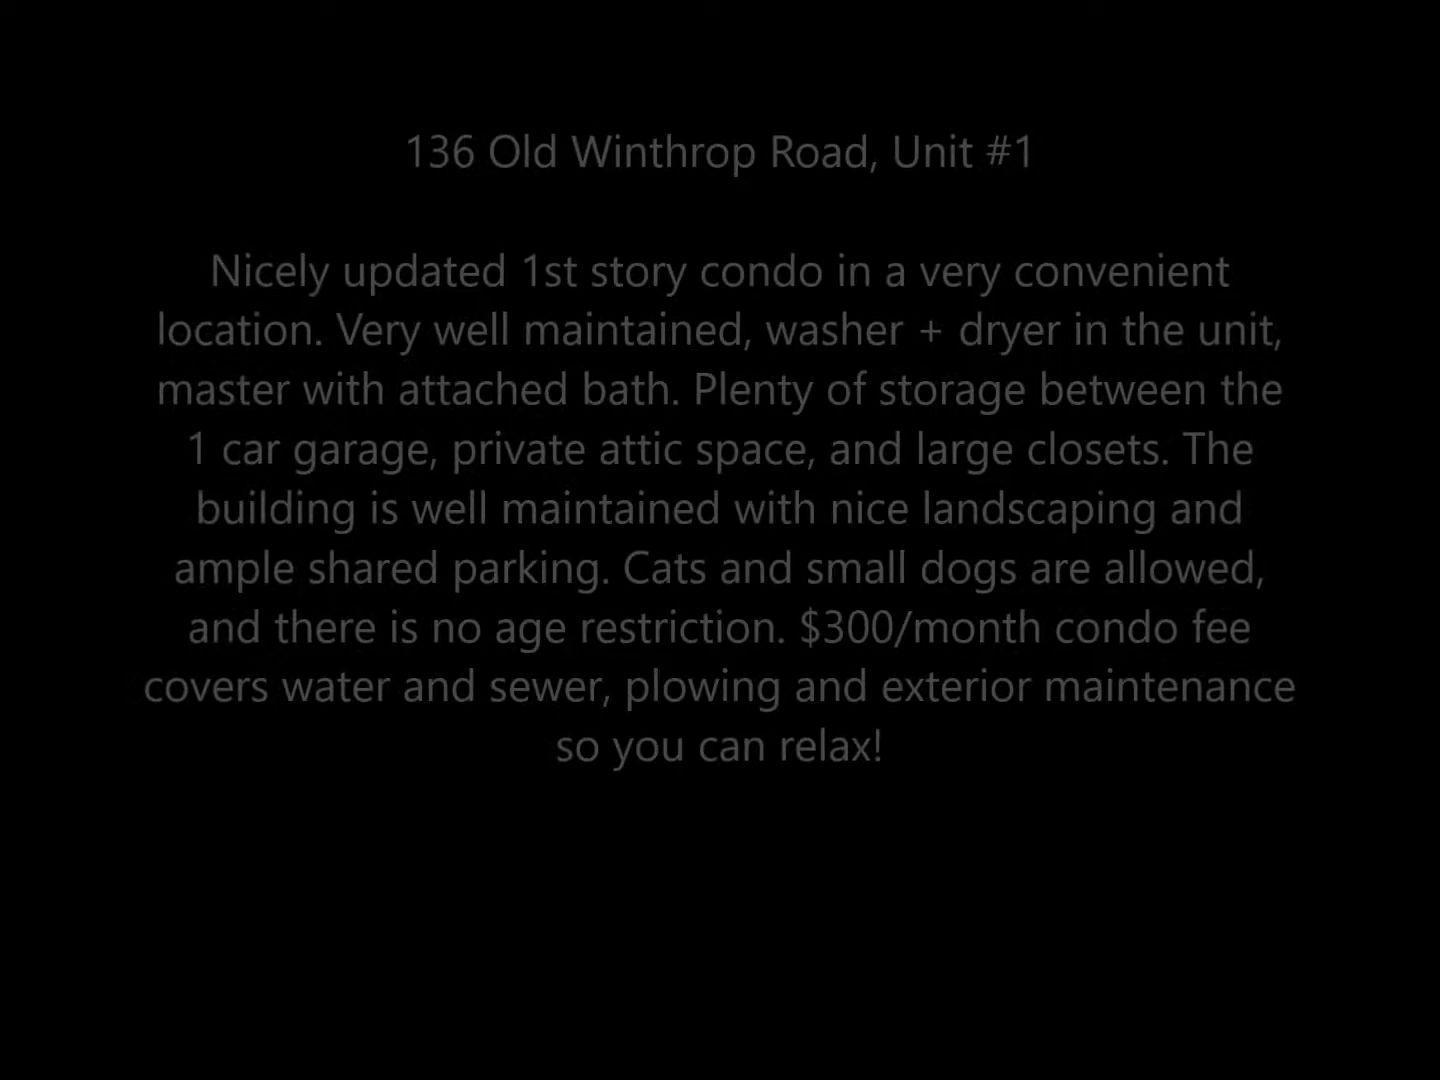 136 Old Winthrop Road, Unit #1
Nicely updated 1st story condo in a very convenient
location. Very well maintained, washer + dryer in the unit,
master with attached bath. Plenty of storage between the
1 car garage, private attic space, and large closets. The
building is well maintained with nice landscaping and
ample shared parking. Cats and small dogs are allowed,
and there is no age restriction. $300/month condo fee
covers water and sewer, plowing and exterior maintenance
so you can relax!